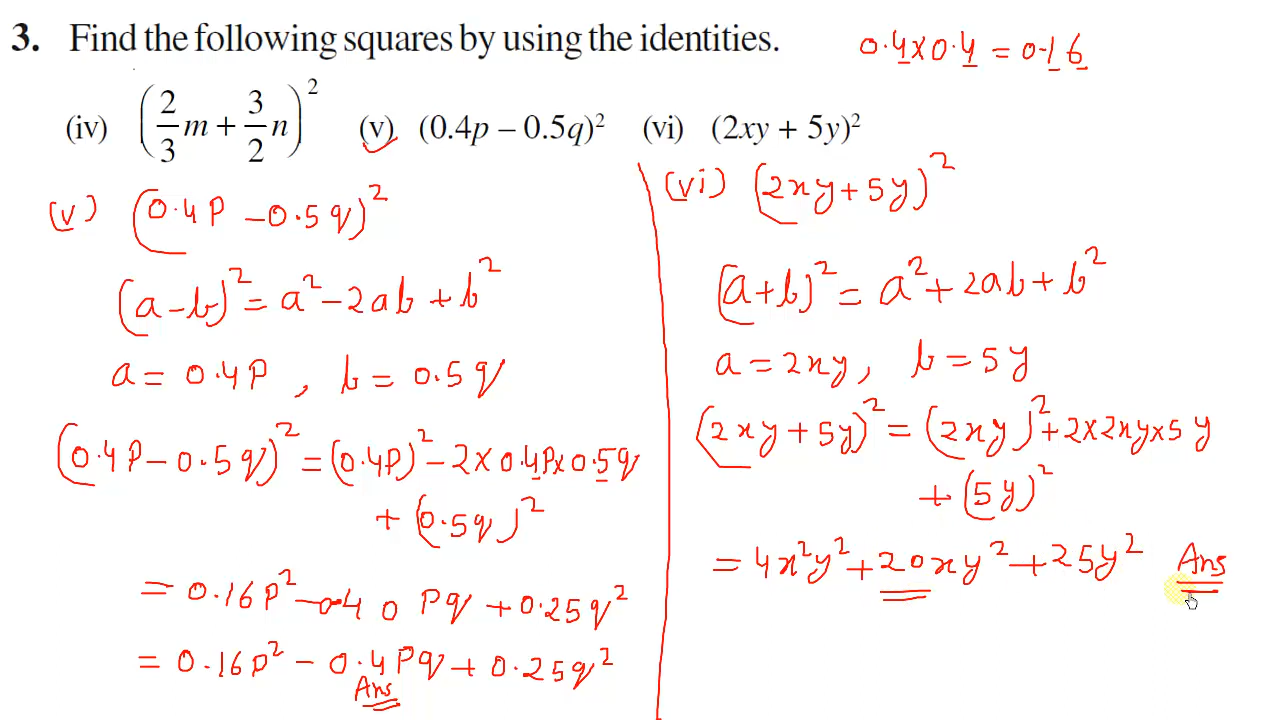 3. Find the following squares by using the identities.
0.4×0.4 = 0.16
(iv) (2/3 m + 3/2 n)² (v) (0.4p – 0.5q)² (vi) (2xy + 5y)²
(v) (0.4P – 0.5q)²
(a–b)² = a² – 2ab + b²
a = 0.4P , b = 0.5q
(0.4P – 0.5q)² = (0.4P)² – 2×0.4P×0.5q
+ (0.5q)²
= 0.16P² – 0.40 Pq + 0.25q²
= 0.16P² – 0.4Pq + 0.25q²
Ans
(vi) (2xy + 5y)²
(a+b)² = a² + 2ab + b²
a = 2xy, b = 5y
(2xy + 5y)² = (2xy)² + 2×2xy×5y
+ (5y)²
= 4x²y² + 20xy² + 25y² Ans